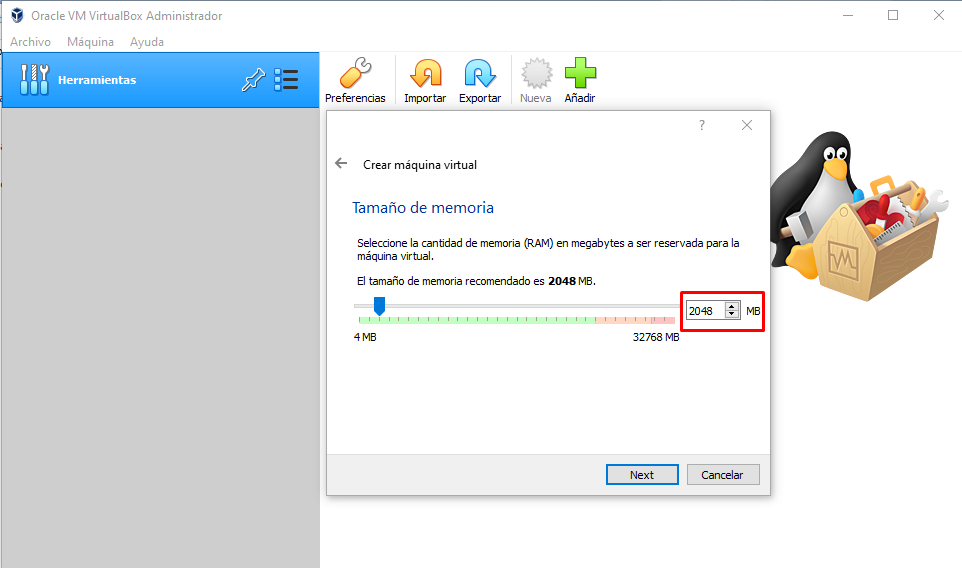 Oracle VM VirtualBox Administrador
Archivo Máquina Ayuda
Herramientas
Preferencias Importar Exportar Nueva Añadir
?
Crear máquina virtual
Tamaño de memoria
Seleccione la cantidad de memoria (RAM) en megabytes a ser reservada para la
máquina virtual.
El tamaño de memoria recomendado es 2048 MB.
2048 MB
4 MB 32768 MB
Next Cancelar